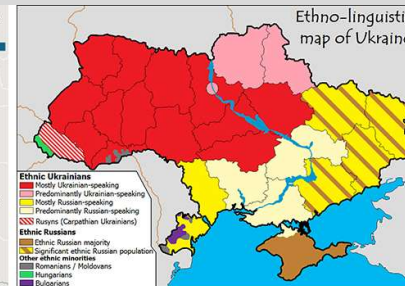 Ethno-linguisti
map of Ukraine
Ethnic Ukrainians
Mostly Ukrainian-speaking
Predominantly Ukrainian-speaking
Mostly Russian-speaking
Predominantly Russian-speaking
Rusyns (Carpathian Ukrainians)
Ethnic Russians
Ethnic Russian majority
Significant ethnic Russian population
Other ethnic minorities
Romanians / Moldovans
Hungarians
Bulgarians